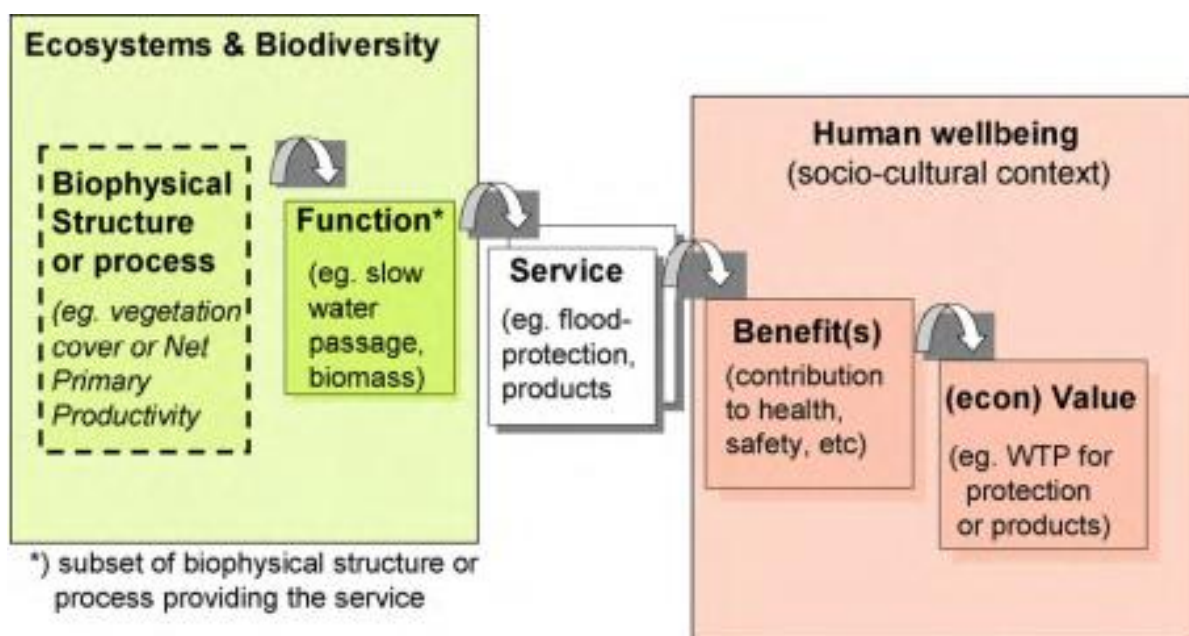 Ecosystems & Biodiversity
Biophysical
Structure
or process
(eg. vegetation
cover or Net
Primary
Productivity
Function*
(eg. slow
water
passage,
biomass)
Service
(eg. flood-
protection,
products
Human wellbeing
(socio-cultural context)
Benefit(s)
(contribution
to health,
safety, etc)
(econ) Value
(eg. WTP for
protection
or products)
*) subset of biophysical structure or
process providing the service